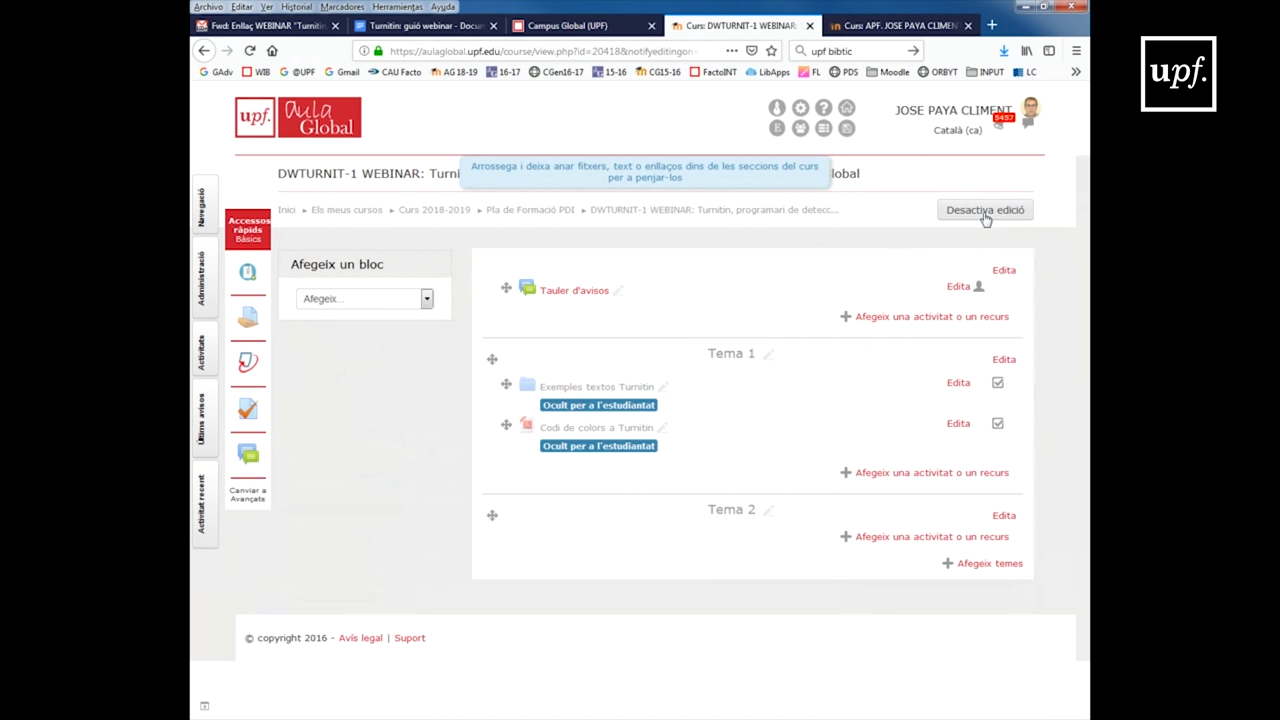 Archivo Editar Ver Historial Marcadores Herramientas Ayuda
Fwd: Enllaç WEBINAR 'Turnitin: Turnitin: guió webinar - Docu Campus Global (UPF) Curs: DWTURNIT-1 WEBINAR: Curs: APF. JOSE PAYA CLIMEN
https://aulaglobal.upf.edu/course/view.php?id=20418&notifyeditingon= upf bibtic
GAdv WIB @UPF Gmail CAU Facto AG 18-19 16-17 CGen16-17 15-16 CG15-16 FactoINT LibApps FL PDS Moodle ORBYT INPUT LC
upf.
upf. aula Global
JOSE PAYA CLIMENT
5457
Català (ca)
Arrossega i deixa anar fitxers, text o enllaços dins de les seccions del curs
per a penjar-los
DWTURNIT-1 WEBINAR: Turni lobal
Inici Els meus cursos Curs 2018-2019 Pla de Formació PDI DWTURNIT-1 WEBINAR: Turnitin, programari de detecc...
Desactiva edició
Navegació
Administració
Activitats
Últims avisos
Activitat recent
Accessos
ràpids
Bàsics
Canviar a
Avançats
Afegeix un bloc
Afegeix...
Edita
Tauler d'avisos Edita
Afegeix una activitat o un recurs
Tema 1 Edita
Exemples textos Turnitin Edita
Ocult per a l'estudiantat
Codi de colors a Turnitin Edita
Ocult per a l'estudiantat
Afegeix una activitat o un recurs
Tema 2 Edita
Afegeix una activitat o un recurs
Afegeix temes
© copyright 2016 - Avís legal | Suport